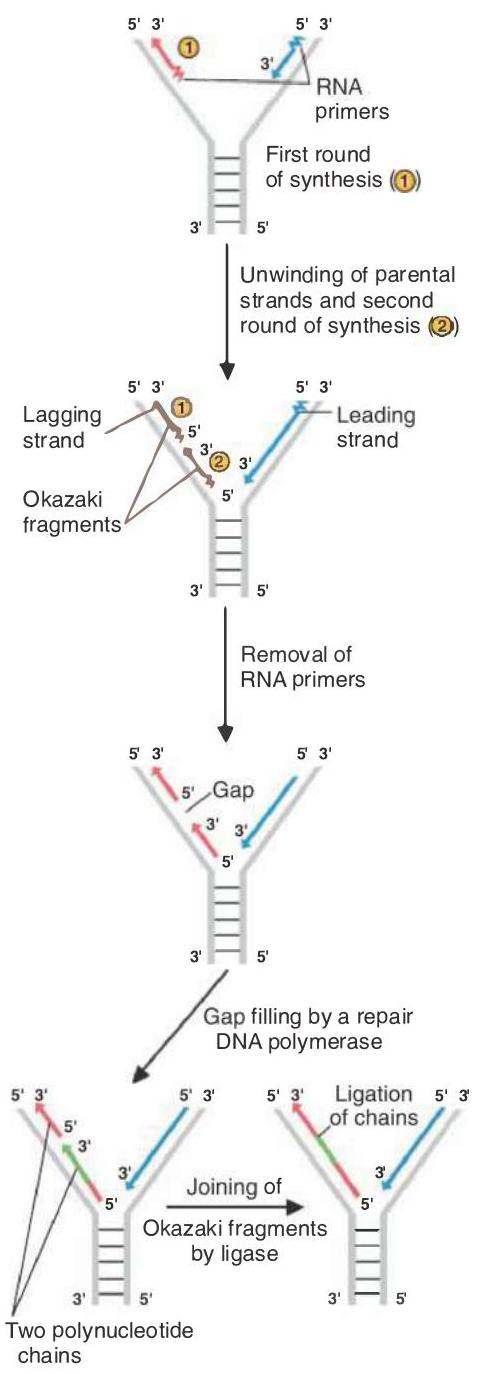 5' 3'
1
5' 3'
3'
RNA
primers
First round
of synthesis (1)
3' 5'
Unwinding of parental
strands and second
round of synthesis (2)
5' 3'
5' 3'
1
Lagging
strand
5'
Leading
strand
3'
2
3'
Okazaki
fragments
5'
3' 5'
Removal of
RNA primers
5' 3'
5' 3'
5'
Gap
3'
3'
5'
3' 5'
Gap filling by a repair
DNA polymerase
5' 3'
5' 3'
5' 3'
Ligation
of chains
5' 3'
5'
3'
3'
3'
5'
Joining of
Okazaki fragments
by ligase
5'
3' 5'
3' 5'
Two polynucleotide
chains